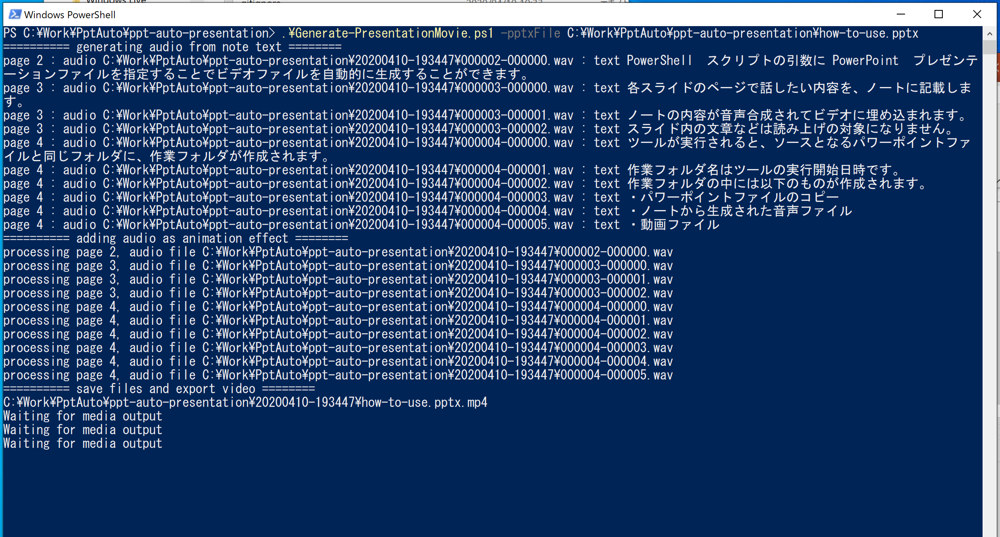 Windows Live
.gitignore
2020/04/10 19:33
Windows PowerShell
PS C:¥Work¥PptAuto¥ppt-auto-presentation> .¥Generate-PresentationMovie.ps1 -pptxFile C:¥Work¥PptAuto¥ppt-auto-presentation¥how-to-use.pptx
========== generating audio from note text ========
page 2 : audio C:¥Work¥PptAuto¥ppt-auto-presentation¥20200410-193447¥000002-000000.wav : text PowerShell　スクリプトの引数に PowerPoint　プレゼンテ
ーションファイルを指定することでビデオファイルを自動的に生成することができます。
page 3 : audio C:¥Work¥PptAuto¥ppt-auto-presentation¥20200410-193447¥000003-000000.wav : text 各スライドのページで話したい内容を、ノートに記載しま
す。
page 3 : audio C:¥Work¥PptAuto¥ppt-auto-presentation¥20200410-193447¥000003-000001.wav : text ノートの内容が音声合成されてビデオに埋め込まれます。
page 3 : audio C:¥Work¥PptAuto¥ppt-auto-presentation¥20200410-193447¥000003-000002.wav : text スライド内の文章などは読み上げの対象になりません。
page 4 : audio C:¥Work¥PptAuto¥ppt-auto-presentation¥20200410-193447¥000004-000000.wav : text ツールが実行されると、ソースとなるパワーポイントファ
イルと同じフォルダに、作業フォルダが作成されます。
page 4 : audio C:¥Work¥PptAuto¥ppt-auto-presentation¥20200410-193447¥000004-000001.wav : text 作業フォルダ名はツールの実行開始日時です。
page 4 : audio C:¥Work¥PptAuto¥ppt-auto-presentation¥20200410-193447¥000004-000002.wav : text 作業フォルダの中には以下のものが作成されます。
page 4 : audio C:¥Work¥PptAuto¥ppt-auto-presentation¥20200410-193447¥000004-000003.wav : text ・パワーポイントファイルのコピー
page 4 : audio C:¥Work¥PptAuto¥ppt-auto-presentation¥20200410-193447¥000004-000004.wav : text ・ノートから生成された音声ファイル
page 4 : audio C:¥Work¥PptAuto¥ppt-auto-presentation¥20200410-193447¥000004-000005.wav : text ・動画ファイル
========== adding audio as animation effect ========
processing page 2, audio file C:¥Work¥PptAuto¥ppt-auto-presentation¥20200410-193447¥000002-000000.wav
processing page 3, audio file C:¥Work¥PptAuto¥ppt-auto-presentation¥20200410-193447¥000003-000000.wav
processing page 3, audio file C:¥Work¥PptAuto¥ppt-auto-presentation¥20200410-193447¥000003-000001.wav
processing page 3, audio file C:¥Work¥PptAuto¥ppt-auto-presentation¥20200410-193447¥000003-000002.wav
processing page 4, audio file C:¥Work¥PptAuto¥ppt-auto-presentation¥20200410-193447¥000004-000000.wav
processing page 4, audio file C:¥Work¥PptAuto¥ppt-auto-presentation¥20200410-193447¥000004-000001.wav
processing page 4, audio file C:¥Work¥PptAuto¥ppt-auto-presentation¥20200410-193447¥000004-000002.wav
processing page 4, audio file C:¥Work¥PptAuto¥ppt-auto-presentation¥20200410-193447¥000004-000003.wav
processing page 4, audio file C:¥Work¥PptAuto¥ppt-auto-presentation¥20200410-193447¥000004-000004.wav
processing page 4, audio file C:¥Work¥PptAuto¥ppt-auto-presentation¥20200410-193447¥000004-000005.wav
========== save files and export video ========
C:¥Work¥PptAuto¥ppt-auto-presentation¥20200410-193447¥how-to-use.pptx.mp4
Waiting for media output
Waiting for media output
Waiting for media output